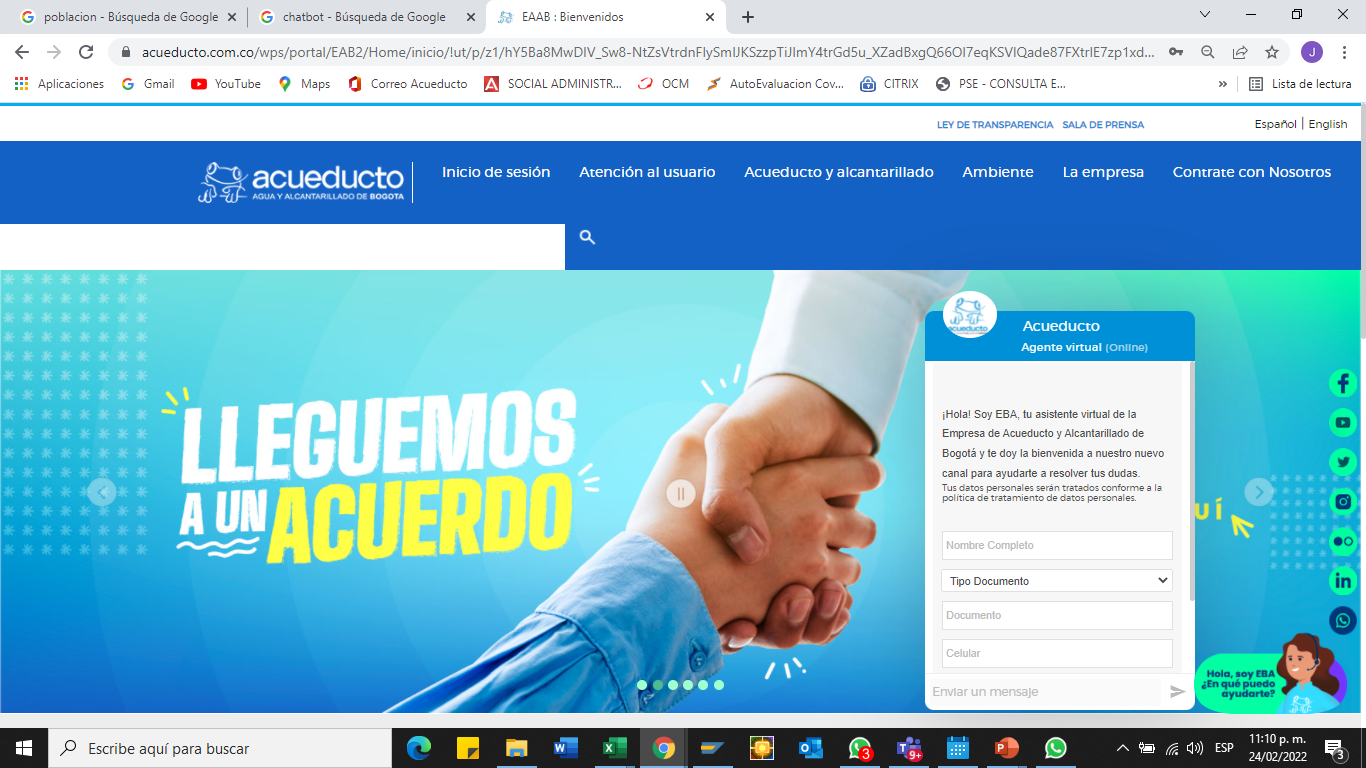 poblacion - Búsqueda de Google
chatbot - Búsqueda de Google
EAAB : Bienvenidos
acueducto.com.co/wps/portal/EAB2/Home/inicio/!ut/p/z1/
Aplicaciones
Gmail
YouTube
Maps
Correo Acueducto
SOCIAL ADMINISTR...
OCM
AutoEvaluacion Cov...
CITRIX
PSE - CONSULTA E...
»
Lista de lectura
LEY DE TRANSPARENCIA
SALA DE PRENSA
Español | English
acueducto
AGUA Y ALCANTARILLADO DE BOGOTA
Inicio de sesión
Atención al usuario
Acueducto y alcantarillado
Ambiente
La empresa
Contrate con Nosotros
LLEGUEMOS
A UN ACUERDO
acueducto
Acueducto
Agente virtual (Online)
¡Hola! Soy EBA, tu asistente virtual de la
Empresa de Acueducto y Alcantarillado de
Bogotá y te doy la bienvenida a nuestro nuevo
canal para ayudarte a resolver tus dudas.
Tus datos personales serán tratados conforme a la
política de tratamiento de datos personales.
Nombre Completo
Tipo Documento
Documento
Celular
Enviar un mensaje
Hola, soy EBA
¿En qué puedo
ayudarte?
Escribe aquí para buscar
3
9+
ESP
11:10 p. m.
24/02/2022
3